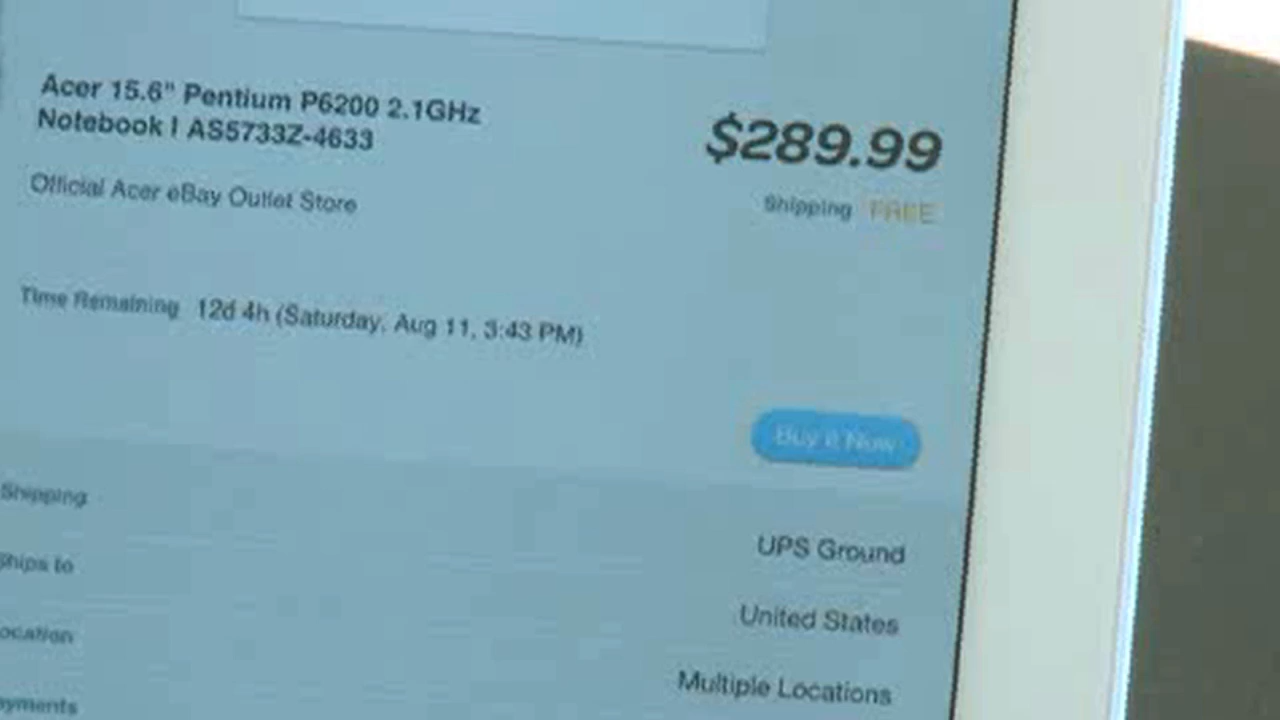 Acer 15.6" Pentium P6200 2.1GHz
Notebook | AS5733Z-4633
$289.99
Official Acer eBay Outlet Store
Shipping FREE
Time Remaining 12d 4h (Saturday, Aug 11, 3:43 PM)
Buy it Now
Shipping UPS Ground
Ships to United States
ocation Multiple Locations
ayments